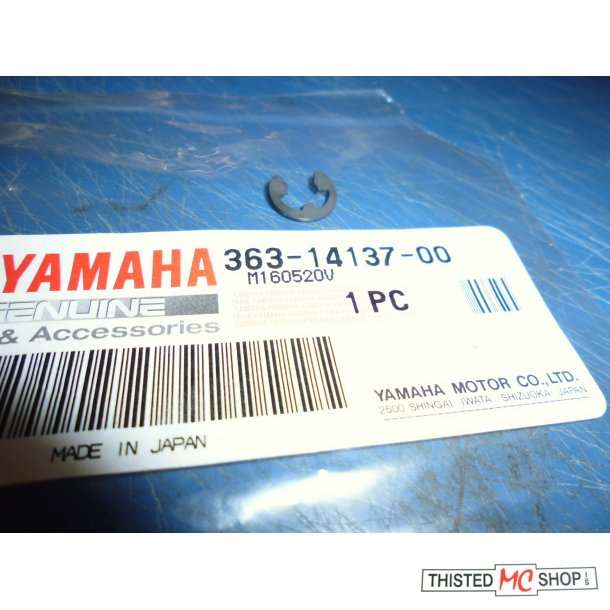 YAMAHA 363-14137-00
M160520V
GENUINE
& Accessories
1 PC
YAMAHA MOTOR CO.,LTD.
2500 SHINGAI IWATA SHIZUOKA JAPAN
MADE IN JAPAN
THISTED MC SHOP I/S